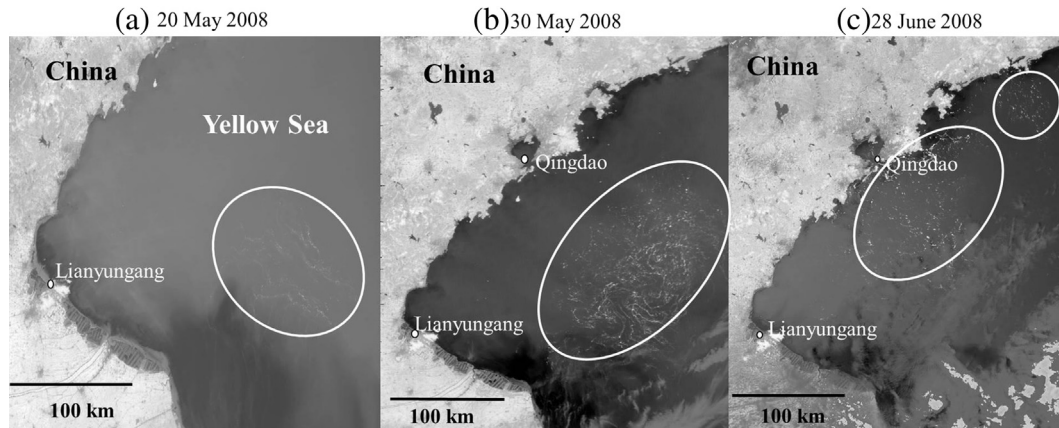 (a) 20 May 2008
(b) 30 May 2008
(c) 28 June 2008
China
Yellow Sea
Lianyungang
100 km
Qingdao
Lianyungang
100 km
China
Qingdao
Lianyungang
100 km